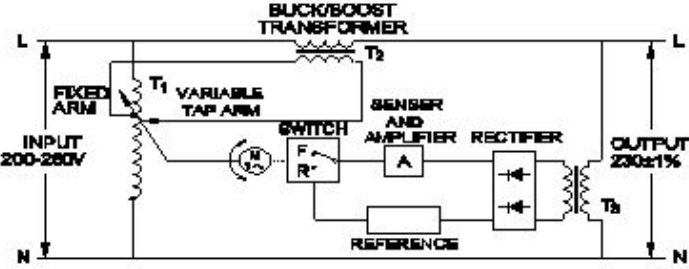 BUCK/BOOST
TRANSFORMER
L
L
T2
T1
FIXED
ARM
VARIABLE
TAP ARM
SENSER
AND
AMPLIFIER
SWITCH
RECTIFIER
INPUT
200-260V
OUTPUT
230±1%
M
1~
F
R
A
T3
REFERENCE
N
N